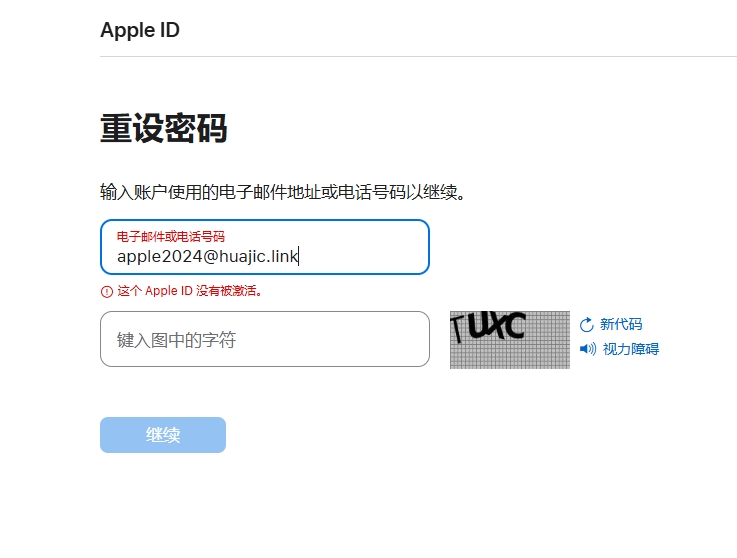 Apple ID
重设密码
输入账户使用的电子邮件地址或电话号码以继续。
电子邮件或电话号码
apple2024@huajic.link
这个 Apple ID 没有被激活。
键入图中的字符
TUXC
新代码
视力障碍
继续